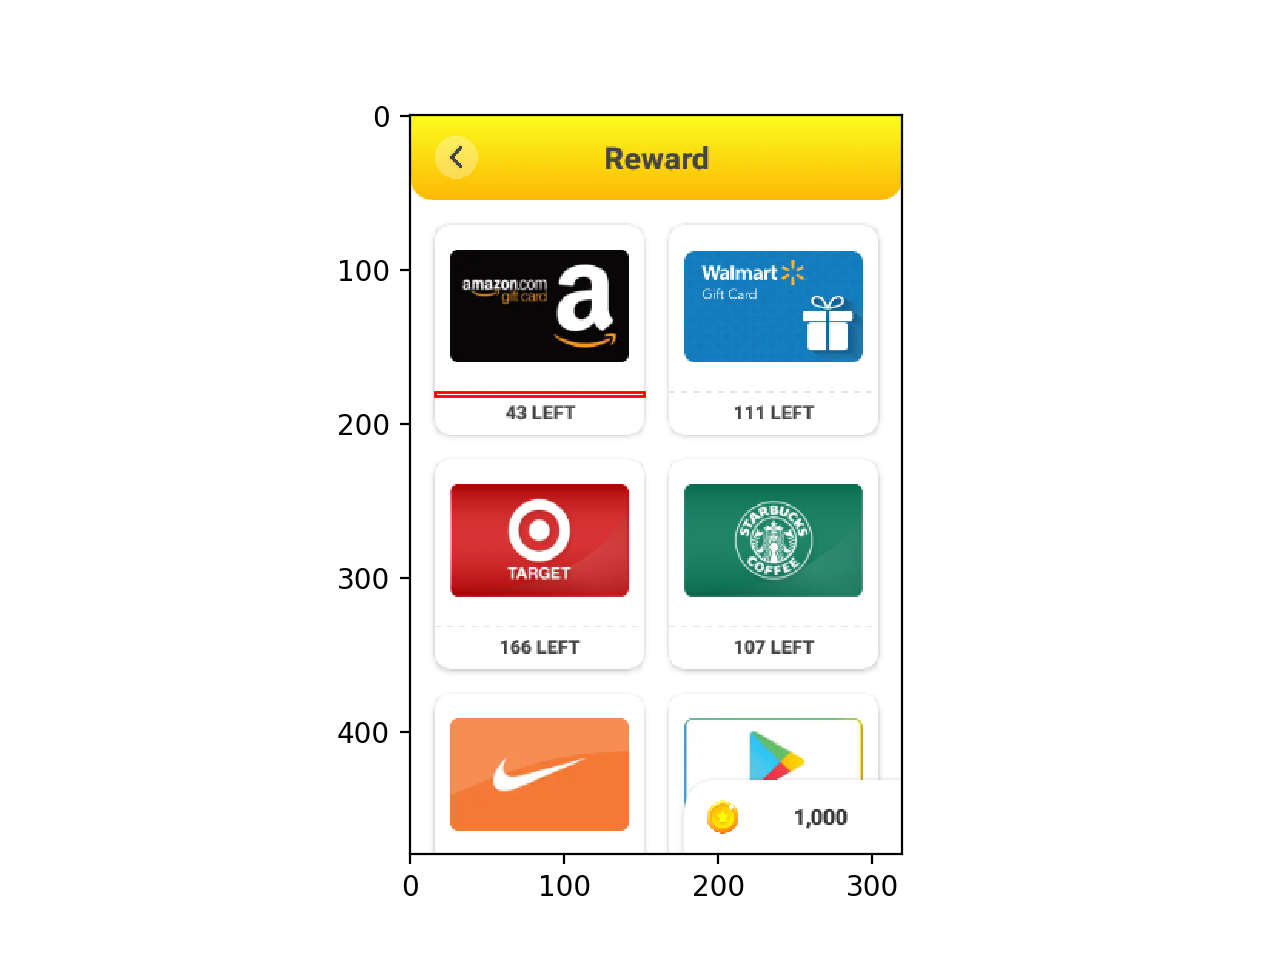 0
Reward
100
amazon.com
gift card
a
Walmart
Gift Card
200
43 LEFT
111 LEFT
TARGET
STARBUCKS
COFFEE
300
166 LEFT
107 LEFT
400
1,000
0
100
200
300